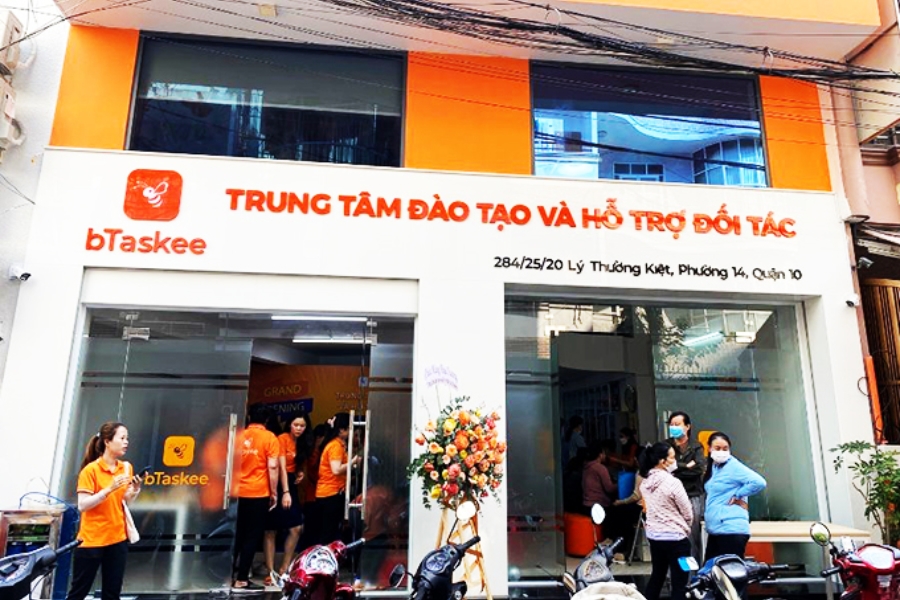 bTaskee
TRUNG TÂM ĐÀO TẠO VÀ HỖ TRỢ ĐỐI TÁC
284/25/20 Lý Thường Kiệt, Phường 14, Quận 10
GRAND
OPENING
TRUNG
bTaskee